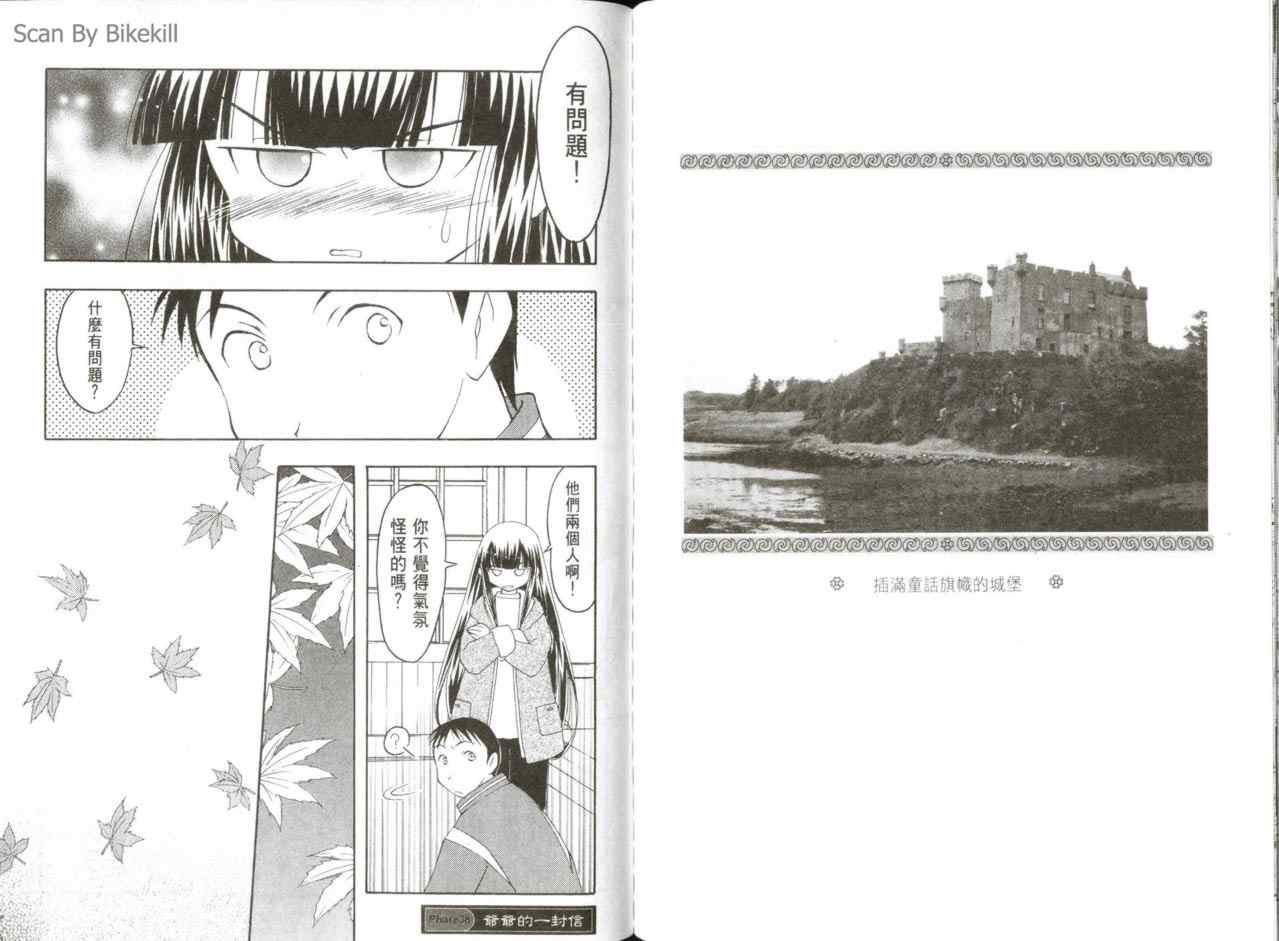 Scan By Bikekill
插滿童話旗幟的城堡
有問題！
什麼有問題？
他們兩個人啊！
你不覺得氣氛
怪怪的嗎？
?
Phase38 爺爺的一封信